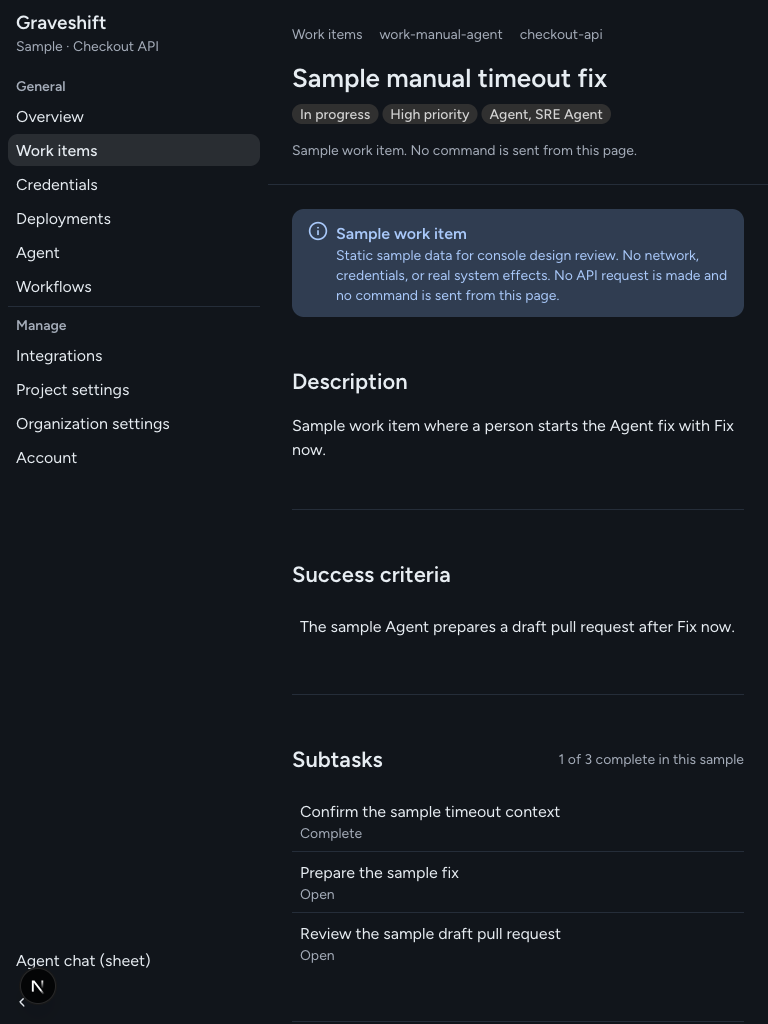 Graveshift
Sample · Checkout API
General
Overview
Work items
Credentials
Deployments
Agent
Workflows
Manage
Integrations
Project settings
Organization settings
Account
Agent chat (sheet)
N
Work items work-manual-agent checkout-api
Sample manual timeout fix
In progress High priority Agent, SRE Agent
Sample work item. No command is sent from this page.
Sample work item
Static sample data for console design review. No network,
credentials, or real system effects. No API request is made and
no command is sent from this page.
Description
Sample work item where a person starts the Agent fix with Fix
now.
Success criteria
The sample Agent prepares a draft pull request after Fix now.
Subtasks 1 of 3 complete in this sample
Confirm the sample timeout context
Complete
Prepare the sample fix
Open
Review the sample draft pull request
Open